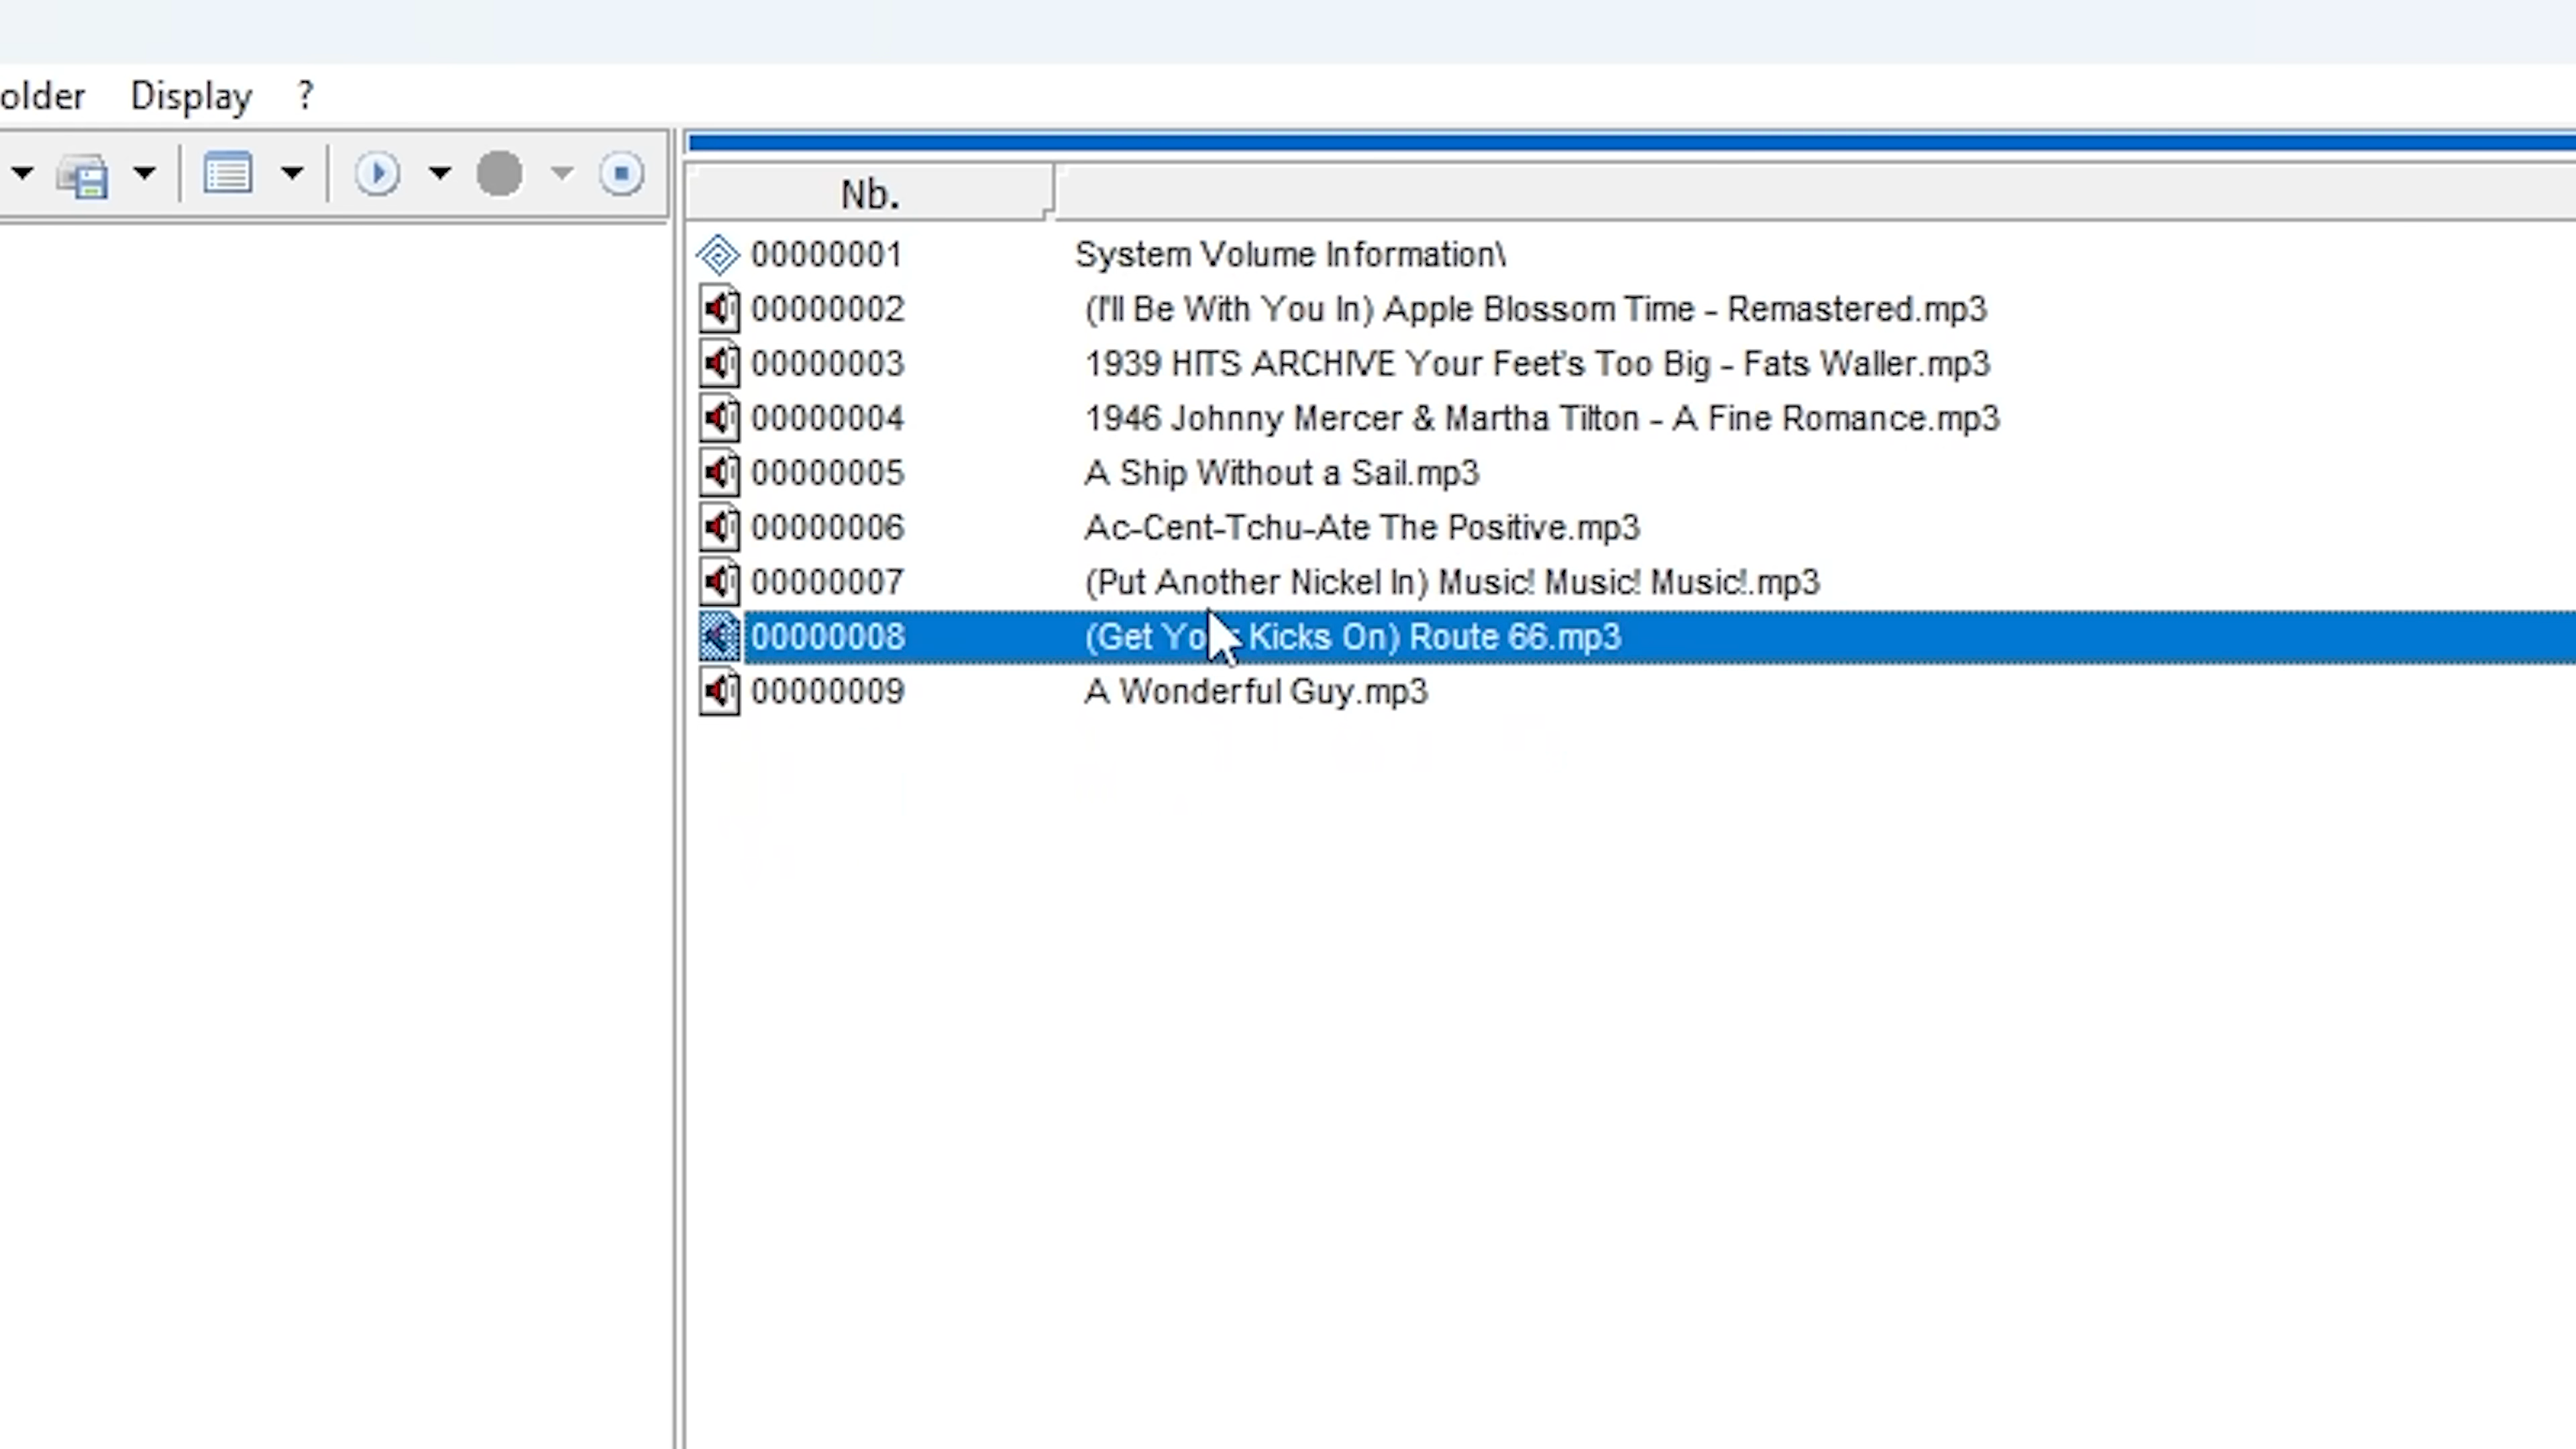 older Display ?
Nb.
00000001 System Volume Information\
00000002 (I'll Be With You In) Apple Blossom Time - Remastered.mp3
00000003 1939 HITS ARCHIVE Your Feet's Too Big - Fats Waller.mp3
00000004 1946 Johnny Mercer & Martha Tilton - A Fine Romance.mp3
00000005 A Ship Without a Sail.mp3
00000006 Ac-Cent-Tchu-Ate The Positive.mp3
00000007 (Put Another Nickel In) Music! Music! Music!.mp3
00000008 (Get Your Kicks On) Route 66.mp3
00000009 A Wonderful Guy.mp3